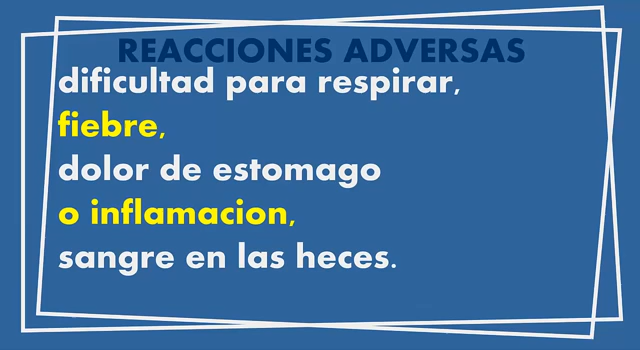 REACCIONES ADVERSAS
dificultad para respirar,
fiebre,
dolor de estomago
o inflamacion,
sangre en las heces.